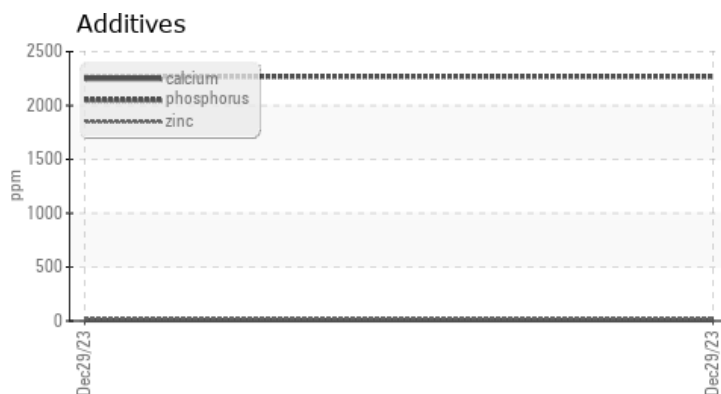 Additives
2500
2000
1500
1000
500
0
ppm
calcium
phosphorus
zinc
Dec29/23
Dec29/23